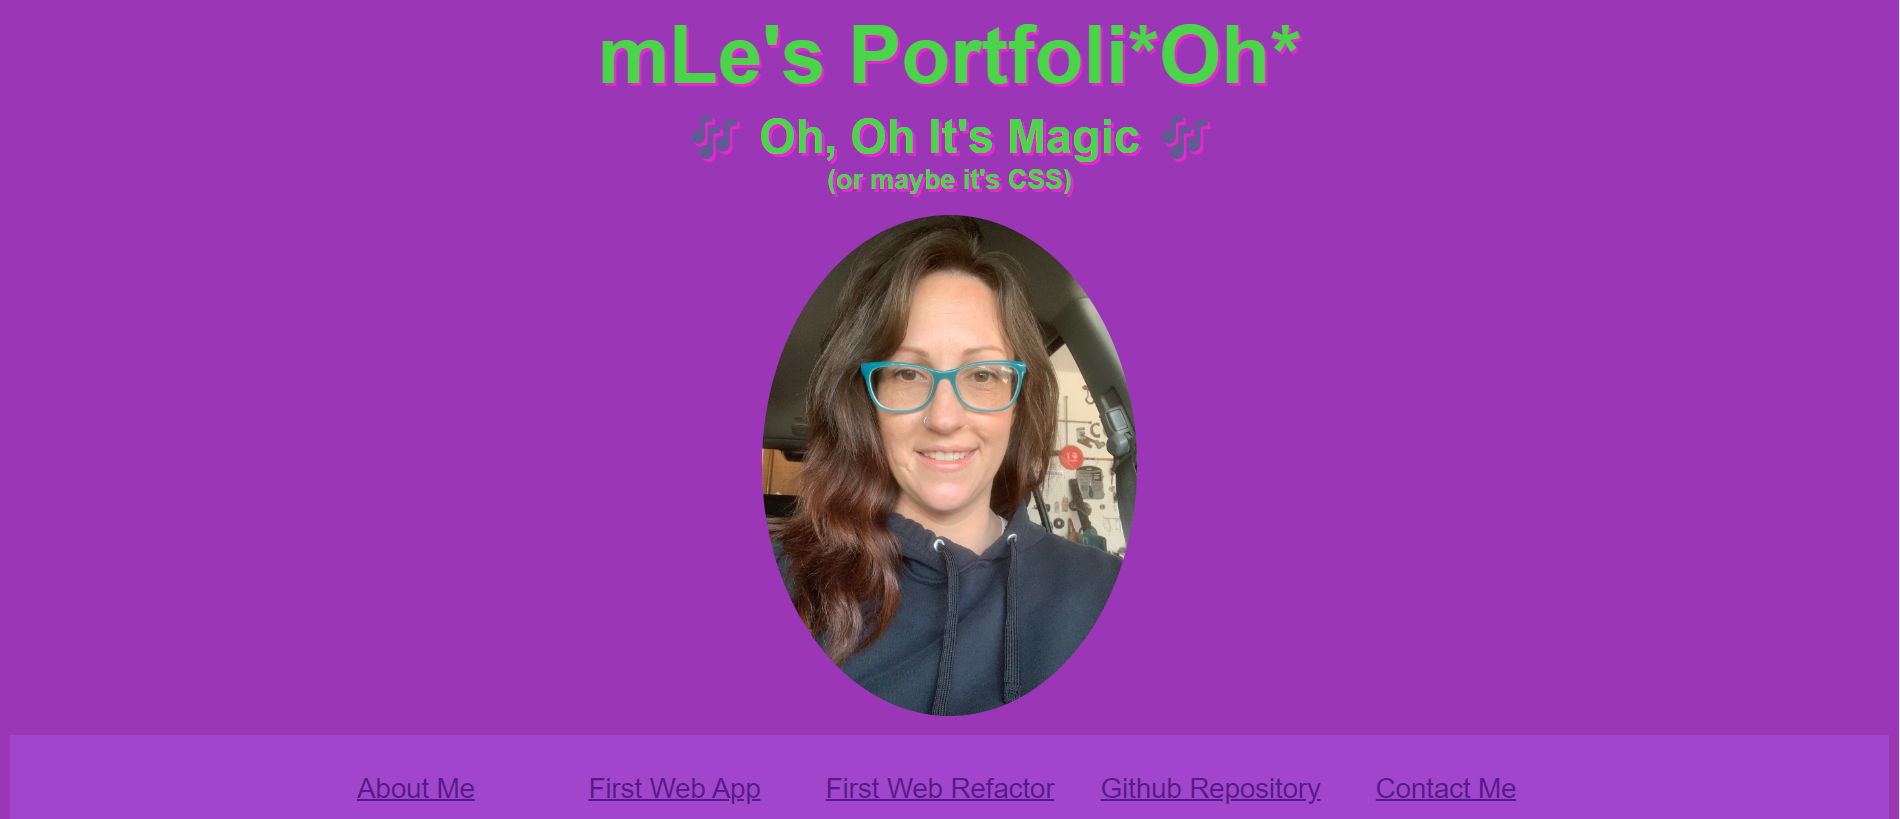 mLe's Portfoli*Oh*
🎶 Oh, Oh It's Magic 🎶
(or maybe it's CSS)
About Me First Web App First Web Refactor Github Repository Contact Me